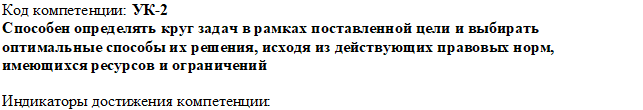 Код компетенции: УК-2
Способен определять круг задач в рамках поставленной цели и выбирать
оптимальные способы их решения, исходя из действующих правовых норм,
имеющихся ресурсов и ограничений
Индикаторы достижения компетенции: